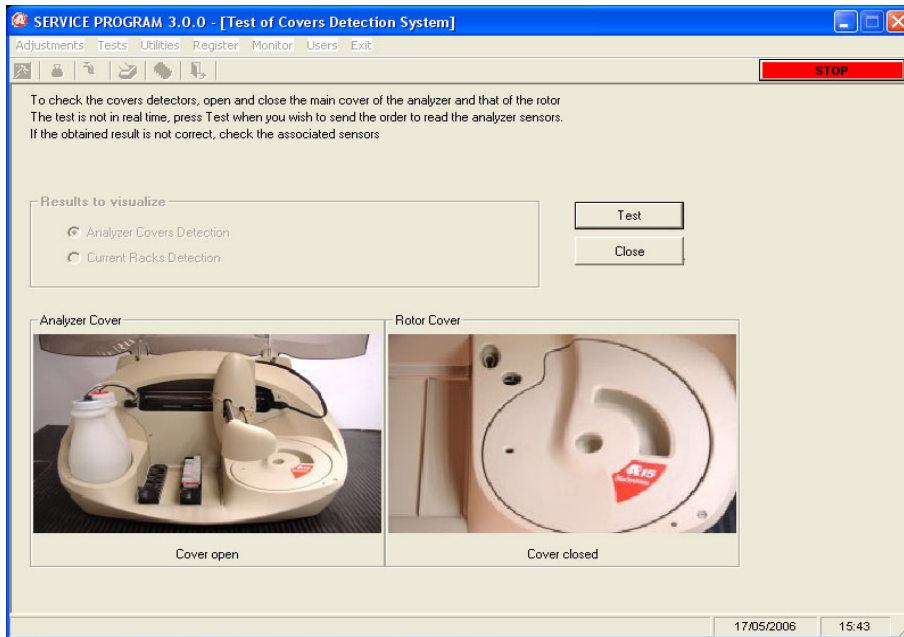 SERVICE PROGRAM 3.0.0 - [Test of Covers Detection System]
Adjustments Tests Utilities Register Monitor Users Exit
STOP
To check the covers detectors, open and close the main cover of the analyzer and that of the rotor
The test is not in real time, press Test when you wish to send the order to read the analyzer sensors.
If the obtained result is not correct, check the associated sensors
Results to visualize
Analyzer Covers Detection
Current Racks Detection
Test
Close
Analyzer Cover
Rotor Cover
A15
Cover open
Cover closed
17/05/2006 15:43